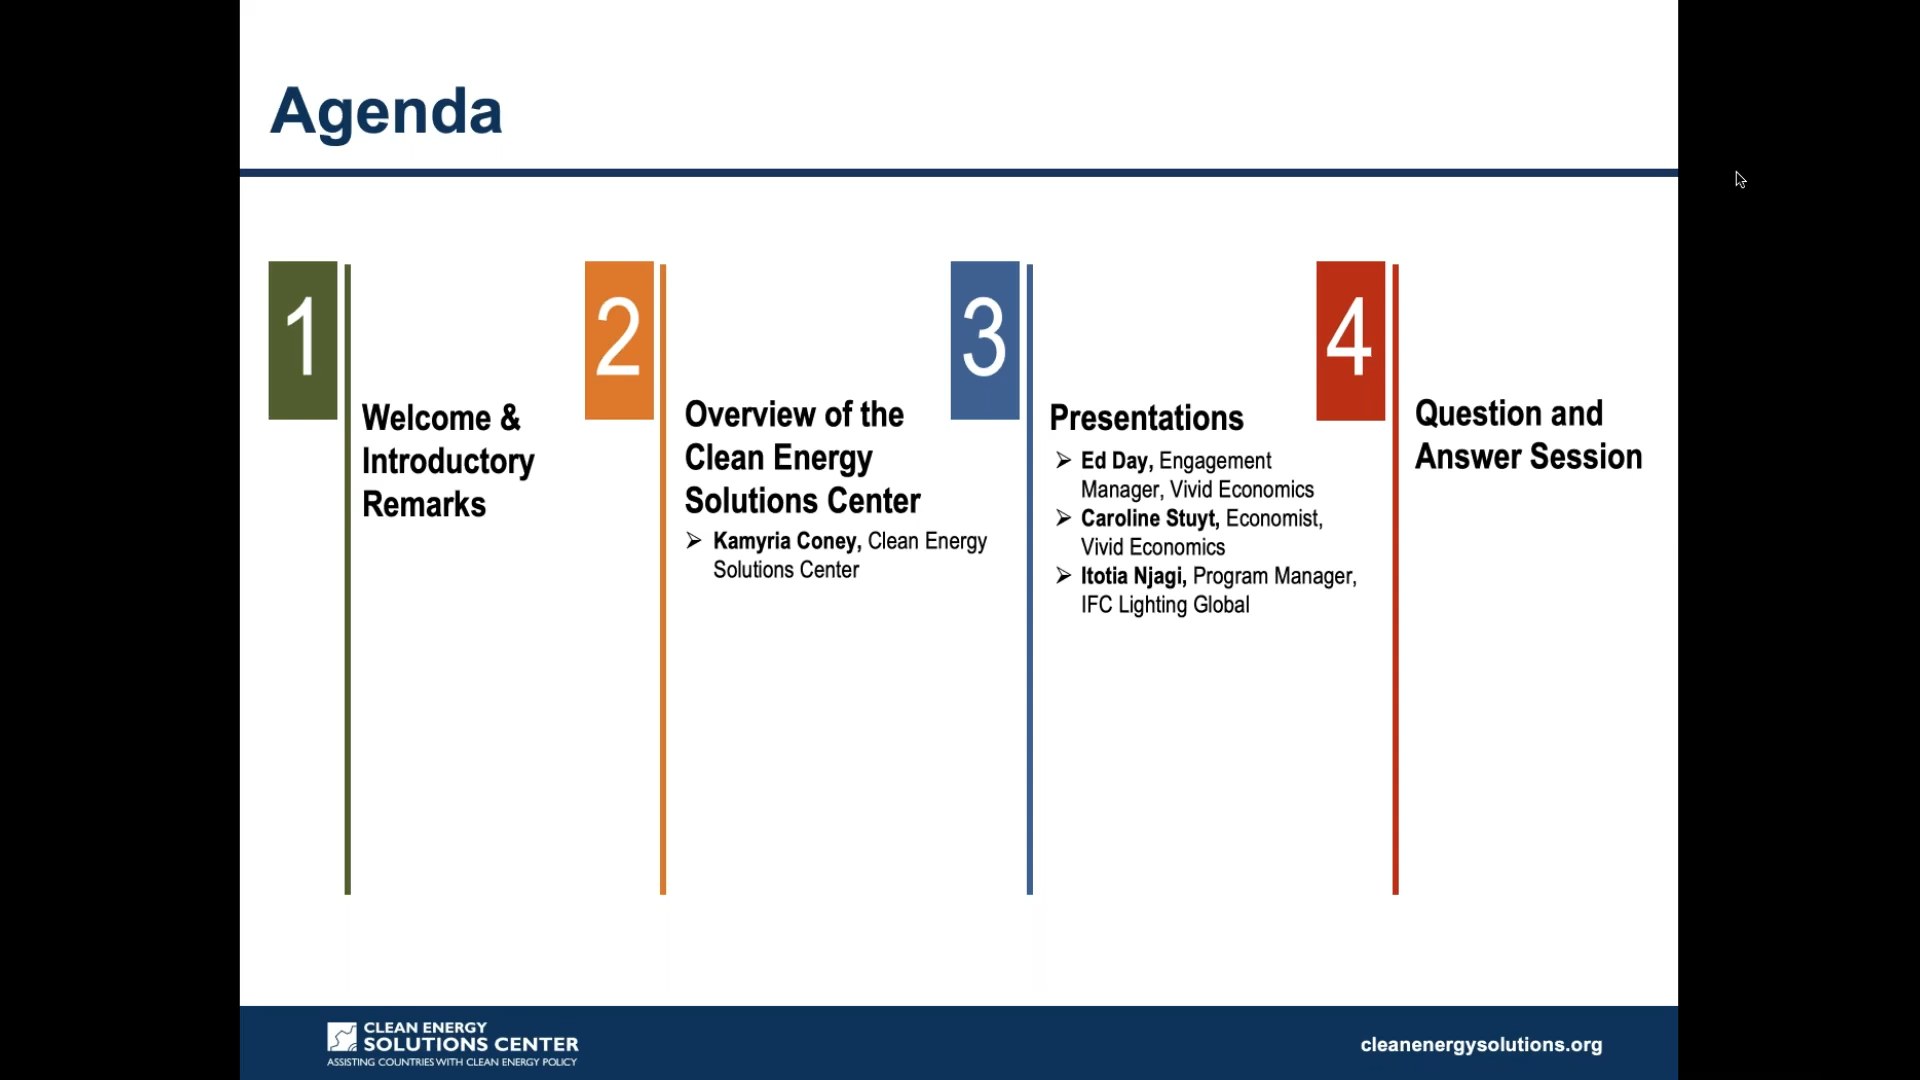 Agenda
1
Welcome &
Introductory
Remarks
2
Overview of the
Clean Energy
Solutions Center
➢ Kamyria Coney, Clean Energy
Solutions Center
3
Presentations
➢ Ed Day, Engagement
Manager, Vivid Economics
➢ Caroline Stuyt, Economist,
Vivid Economics
➢ Itotia Njagi, Program Manager,
IFC Lighting Global
4
Question and
Answer Session
CLEAN ENERGY
SOLUTIONS CENTER
ASSISTING COUNTRIES WITH CLEAN ENERGY POLICY
cleanenergysolutions.org